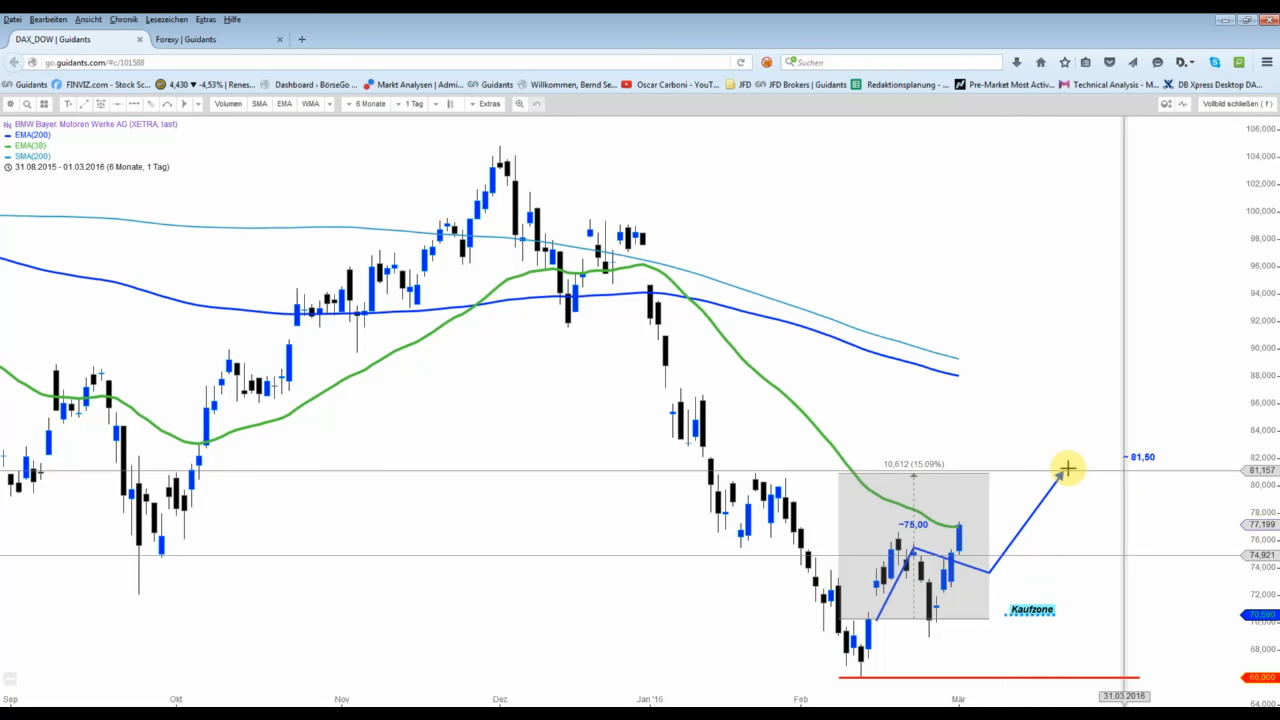 Datei Bearbeiten Ansicht Chronik Lesezeichen Extras Hilfe
DAX_DOW | Guidants
Forexy | Guidants
go.guidants.com/#c/101588
Suchen
Guidants
FINVIZ.com - Stock Sc...
4,430 ▾ -4,53% | Renes...
Dashboard ‹ BörseGo ...
Markt Analysen | Admi...
Guidants
Willkommen, Bernd Se...
Oscar Carboni - YouT...
JFD
JFD Brokers | Guidants
Redaktionsplanung - ...
Pre-Market Most Activ...
Technical Analysis - M...
DB Xpress Desktop DA...
Volumen SMA EMA WMA 6 Monate 1 Tag Extras
Vollbild schließen ( f )
BMW Bayer. Motoren Werke AG (XETRA, last)
EMA(200)
EMA(38)
SMA(200)
31.08.2015 - 01.03.2016 (6 Monate, 1 Tag)
106,000
104,000
102,000
100,000
98,000
96,000
94,000
92,000
90,000
88,000
86,000
84,000
82,000
81,157
80,000
78,000
77,199
76,000
74,921
74,000
72,000
70,590
70,000
68,000
66,000
64,000
10,612 (15.09%)
~ 81,50
~75,00
Kaufzone
Sep Okt Nov Dez Jan '16 Feb Mär
31.03.2016